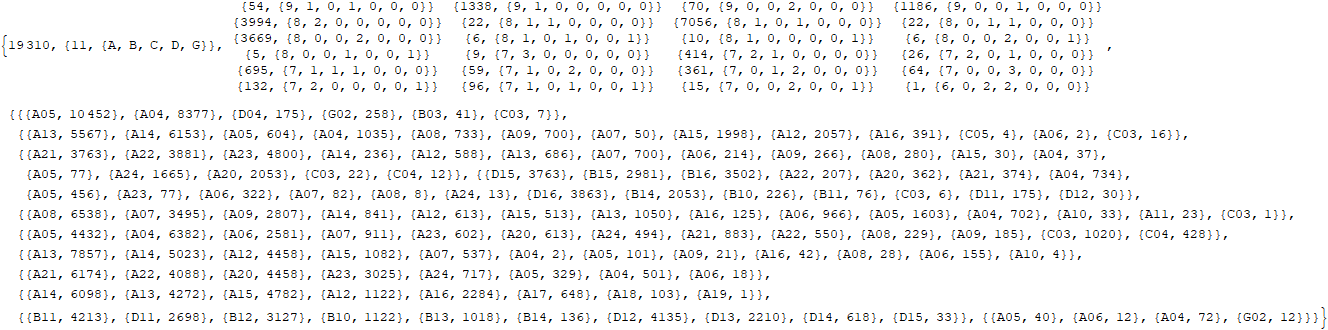 {54, {9, 1, 0, 1, 0, 0, 0}} {1338, {9, 1, 0, 0, 0, 0, 0}} {70, {9, 0, 0, 2, 0, 0, 0}} {1186, {9, 0, 0, 1, 0, 0, 0}}
{3994, {8, 2, 0, 0, 0, 0, 0}} {22, {8, 1, 1, 0, 0, 0, 0}} {7056, {8, 1, 0, 1, 0, 0, 0}} {22, {8, 0, 1, 1, 0, 0, 0}}
{19310, {11, {A, B, C, D, G}}, {3669, {8, 0, 0, 2, 0, 0, 0}} {6, {8, 1, 0, 1, 0, 0, 1}} {10, {8, 1, 0, 0, 0, 0, 1}} {6, {8, 0, 0, 2, 0, 0, 1}} ,
{5, {8, 0, 0, 1, 0, 0, 1}} {9, {7, 3, 0, 0, 0, 0, 0}} {414, {7, 2, 1, 0, 0, 0, 0}} {26, {7, 2, 0, 1, 0, 0, 0}}
{695, {7, 1, 1, 1, 0, 0, 0}} {59, {7, 1, 0, 2, 0, 0, 0}} {361, {7, 0, 1, 2, 0, 0, 0}} {64, {7, 0, 0, 3, 0, 0, 0}}
{132, {7, 2, 0, 0, 0, 0, 1}} {96, {7, 1, 0, 1, 0, 0, 1}} {15, {7, 0, 0, 2, 0, 0, 1}} {1, {6, 0, 2, 2, 0, 0, 0}}
{{{A05, 10452}, {A04, 8377}, {D04, 175}, {G02, 258}, {B03, 41}, {C03, 7}},
{{A13, 5567}, {A14, 6153}, {A05, 604}, {A04, 1035}, {A08, 733}, {A09, 700}, {A07, 50}, {A15, 1998}, {A12, 2057}, {A16, 391}, {C05, 4}, {A06, 2}, {C03, 16}},
{{A21, 3763}, {A22, 3881}, {A23, 4800}, {A14, 236}, {A12, 588}, {A13, 686}, {A07, 700}, {A06, 214}, {A09, 266}, {A08, 280}, {A15, 30}, {A04, 37},
{A05, 77}, {A24, 1665}, {A20, 2053}, {C03, 22}, {C04, 12}}, {{D15, 3763}, {B15, 2981}, {B16, 3502}, {A22, 207}, {A20, 362}, {A21, 374}, {A04, 734},
{A05, 456}, {A23, 77}, {A06, 322}, {A07, 82}, {A08, 8}, {A24, 13}, {D16, 3863}, {B14, 2053}, {B10, 226}, {B11, 76}, {C03, 6}, {D11, 175}, {D12, 30}},
{{A08, 6538}, {A07, 3495}, {A09, 2807}, {A14, 841}, {A12, 613}, {A15, 513}, {A13, 1050}, {A16, 125}, {A06, 966}, {A05, 1603}, {A04, 702}, {A10, 33}, {A11, 23}, {C03, 1}},
{{A05, 4432}, {A04, 6382}, {A06, 2581}, {A07, 911}, {A23, 602}, {A20, 613}, {A24, 494}, {A21, 883}, {A22, 550}, {A08, 229}, {A09, 185}, {C03, 1020}, {C04, 428}},
{{A13, 7857}, {A14, 5023}, {A12, 4458}, {A15, 1082}, {A07, 537}, {A04, 2}, {A05, 101}, {A09, 21}, {A16, 42}, {A08, 28}, {A06, 155}, {A10, 4}},
{{A21, 6174}, {A22, 4088}, {A20, 4458}, {A23, 3025}, {A24, 717}, {A05, 329}, {A04, 501}, {A06, 18}},
{{A14, 6098}, {A13, 4272}, {A15, 4782}, {A12, 1122}, {A16, 2284}, {A17, 648}, {A18, 103}, {A19, 1}},
{{B11, 4213}, {D11, 2698}, {B12, 3127}, {B10, 1122}, {B13, 1018}, {B14, 136}, {D12, 4135}, {D13, 2210}, {D14, 618}, {D15, 33}}, {{A05, 40}, {A06, 12}, {A04, 72}, {G02, 12}}}}